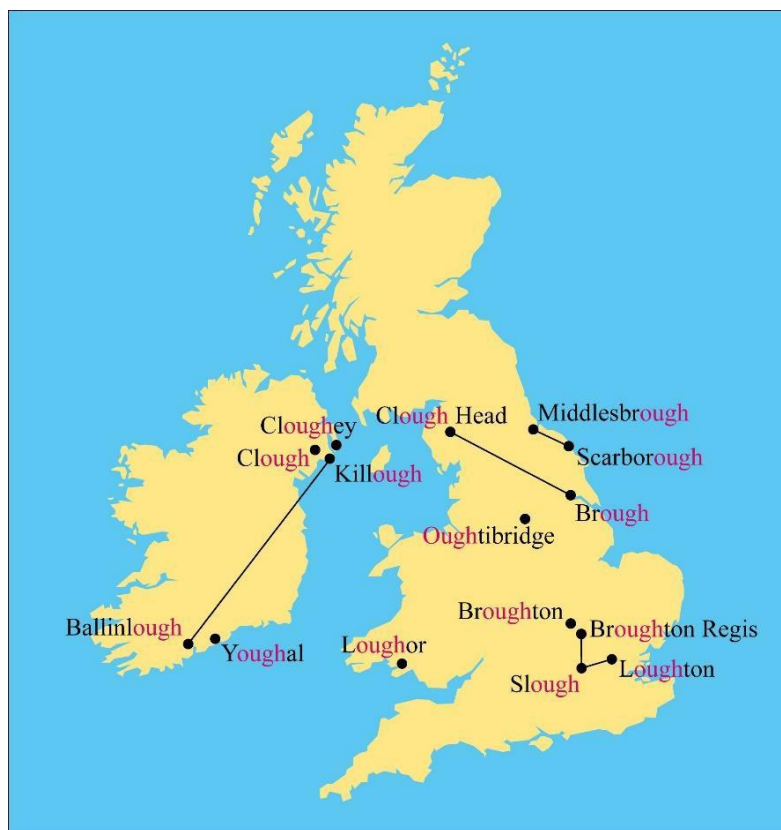 Cloughey
Clough
Killough
Ballinlough
Youghal
Clough Head
Middlesbrough
Scarborough
Brough
Oughtibridge
Broughton
Broughton Regis
Loughor
Slough
Loughton